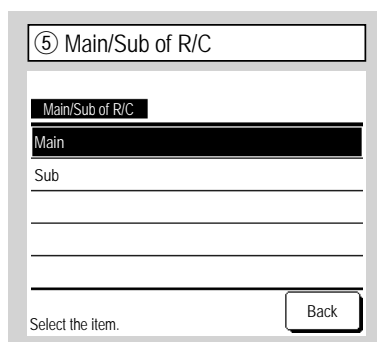 ⑤ Main/Sub of R/C
Main/Sub of R/C
Main
Sub
Back
Select the item.